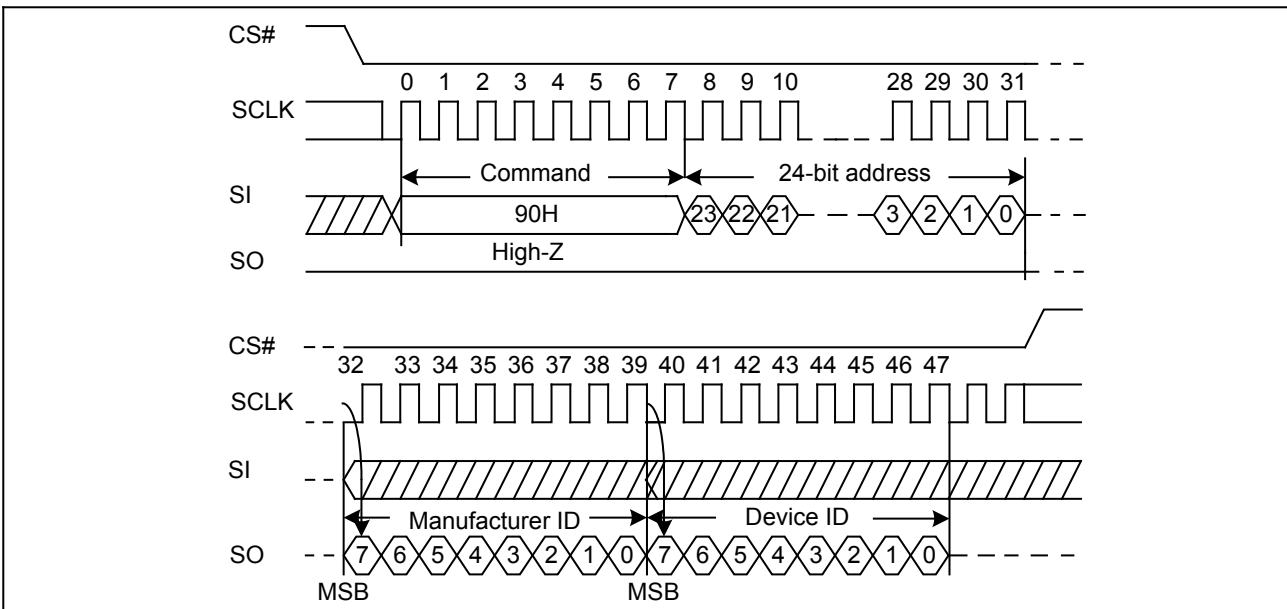 CS#
0 1 2 3 4 5 6 7 8 9 10 28 29 30 31
SCLK
Command 24-bit address
SI
90H 23 22 21 3 2 1 0
High-Z
SO
CS#
32 33 34 35 36 37 38 39 40 41 42 43 44 45 46 47
SCLK
SI
Manufacturer ID Device ID
SO 7 6 5 4 3 2 1 0 7 6 5 4 3 2 1 0
MSB MSB